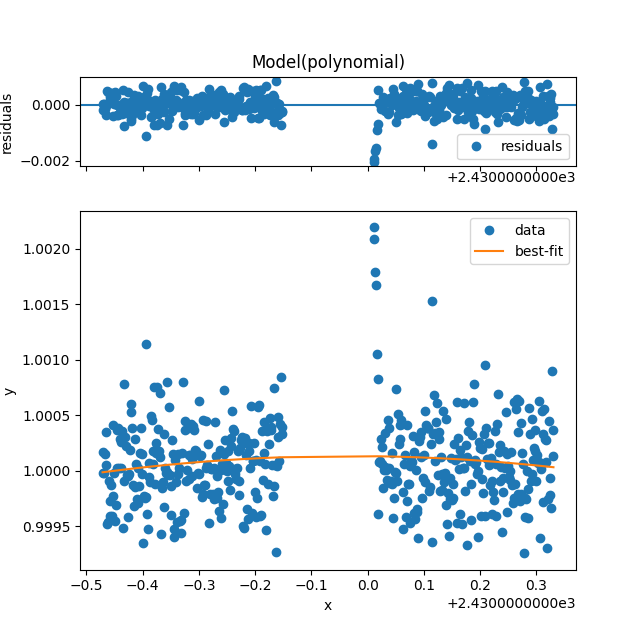 Model(polynomial)
residuals
0.000
−0.002
residuals
+2.4300000000e3
y
1.0020
1.0015
1.0010
1.0005
1.0000
0.9995
data
best-fit
−0.5 −0.4 −0.3 −0.2 −0.1 0.0 0.1 0.2 0.3
x
+2.4300000000e3